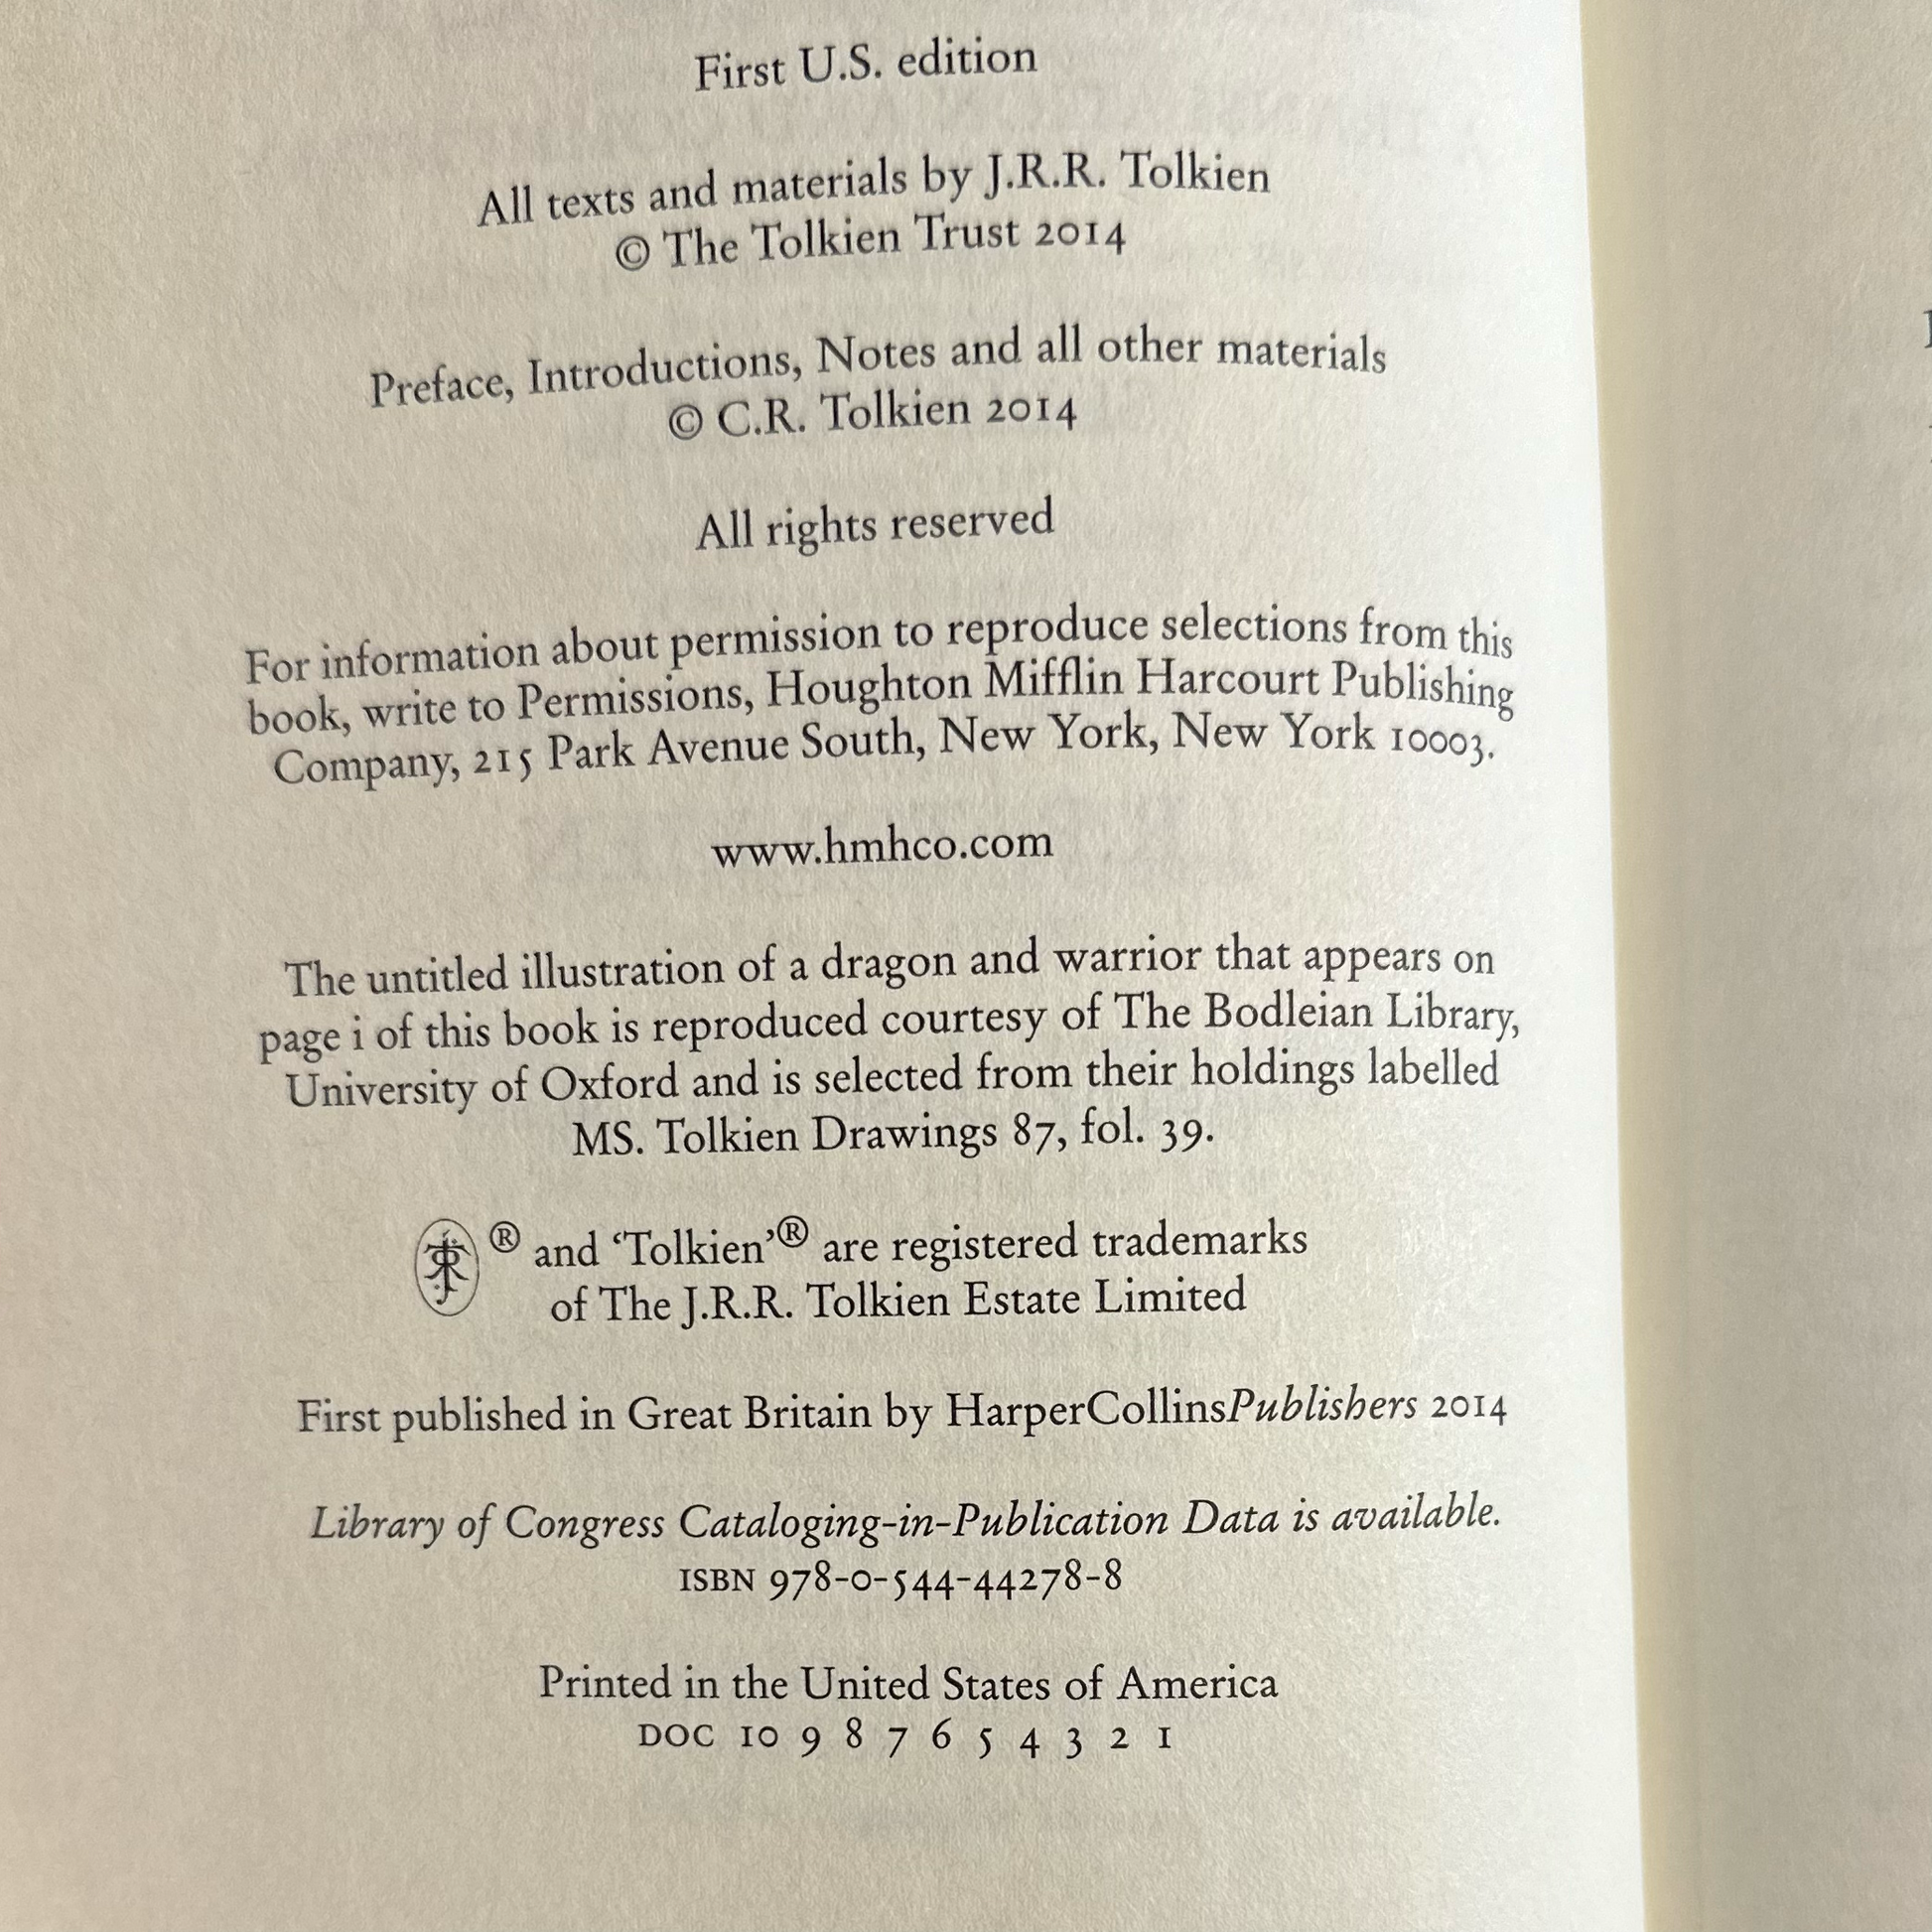 First U.S. edition
All texts and materials by J.R.R. Tolkien
© The Tolkien Trust 2014
Preface, Introductions, Notes and all other materials
© C.R. Tolkien 2014
All rights reserved
For information about permission to reproduce selections from this
book, write to Permissions, Houghton Mifflin Harcourt Publishing
Company, 215 Park Avenue South, New York, New York 10003.
www.hmhco.com
The untitled illustration of a dragon and warrior that appears on
page i of this book is reproduced courtesy of The Bodleian Library,
University of Oxford and is selected from their holdings labelled
MS. Tolkien Drawings 87, fol. 39.
® and ‘Tolkien’® are registered trademarks
of The J.R.R. Tolkien Estate Limited
First published in Great Britain by HarperCollinsPublishers 2014
Library of Congress Cataloging-in-Publication Data is available.
ISBN 978-0-544-44278-8
Printed in the United States of America
DOC 10 9 8 7 6 5 4 3 2 1